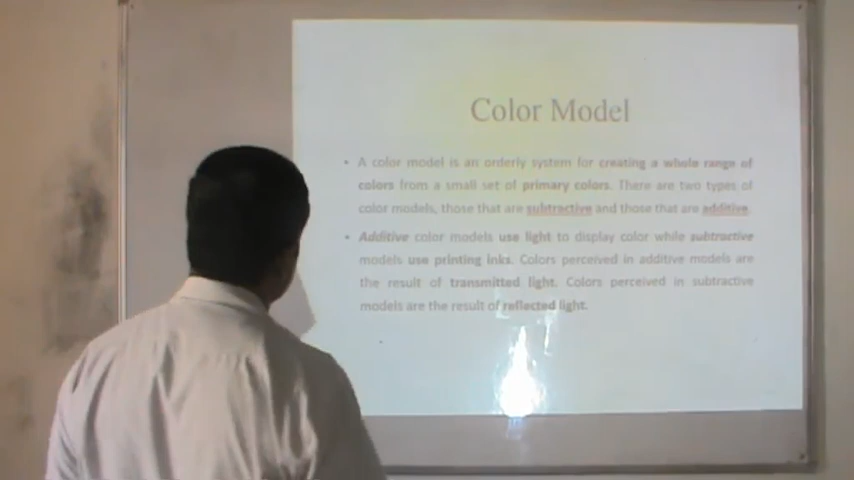 Color Model
• A color model is an orderly system for creating a whole range of
colors from a small set of primary colors. There are two types of
color models, those that are subtractive and those that are additive.
• Additive color models use light to display color while subtractive
models use printing inks. Colors perceived in additive models are
the result of transmitted light. Colors perceived in subtractive
models are the result of reflected light.